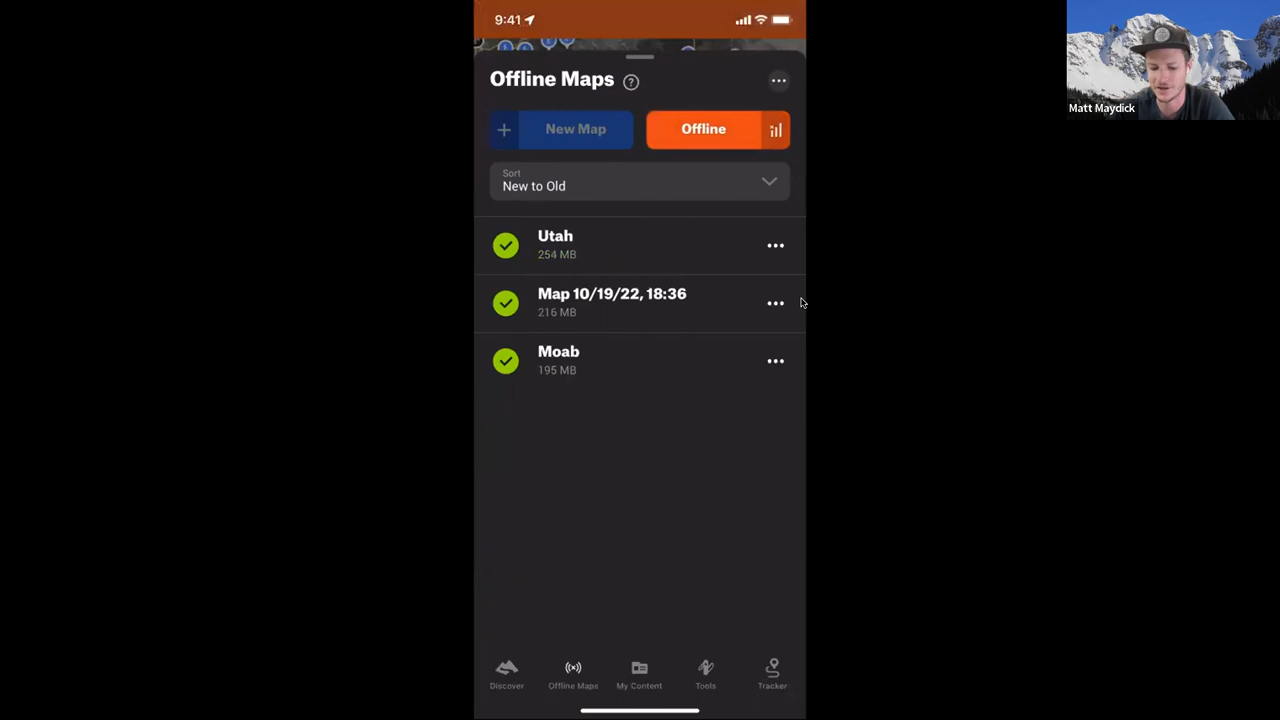 9:41
Matt Maydick
Offline Maps ?
+ New Map
Offline
Sort
New to Old
Utah
254 MB
Map 10/19/22, 18:36
216 MB
Moab
195 MB
Discover
Offline Maps
My Content
Tools
Tracker